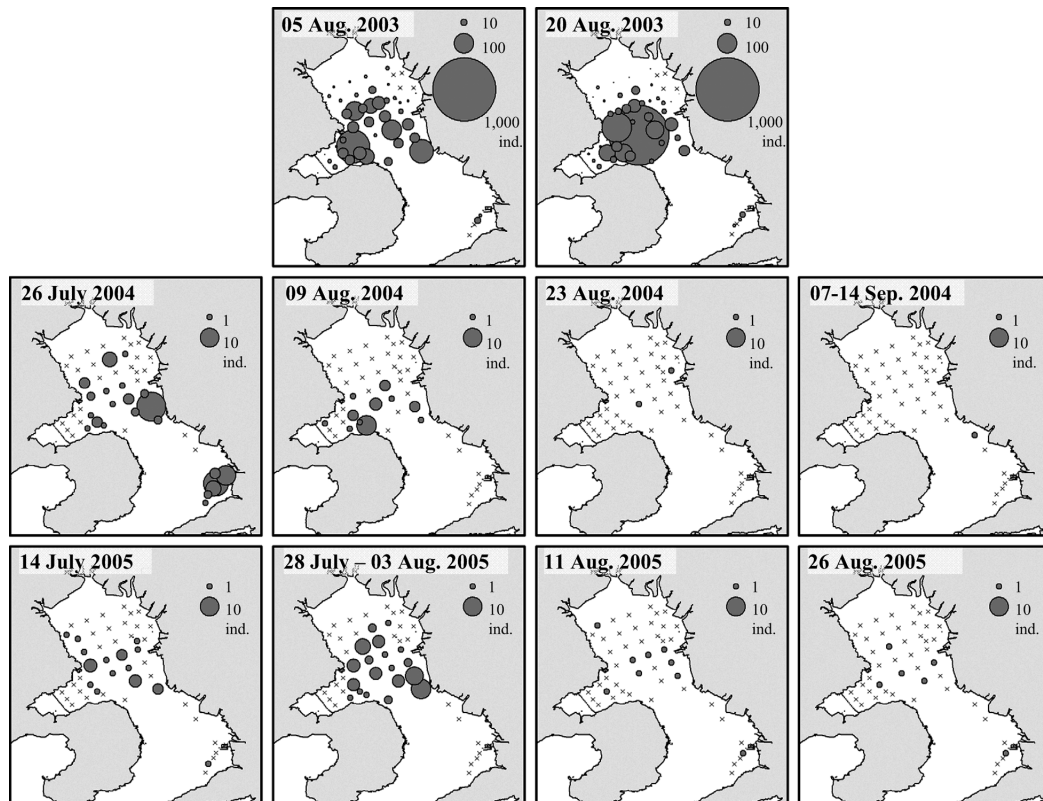 05 Aug. 2003
10
100
1,000
ind.
20 Aug. 2003
10
100
1,000
ind.
26 July 2004
1
10
ind.
09 Aug. 2004
1
10
ind.
23 Aug. 2004
1
10
ind.
07-14 Sep. 2004
1
10
ind.
14 July 2005
1
10
ind.
28 July – 03 Aug. 2005
1
10
ind.
11 Aug. 2005
1
10
ind.
26 Aug. 2005
1
10
ind.